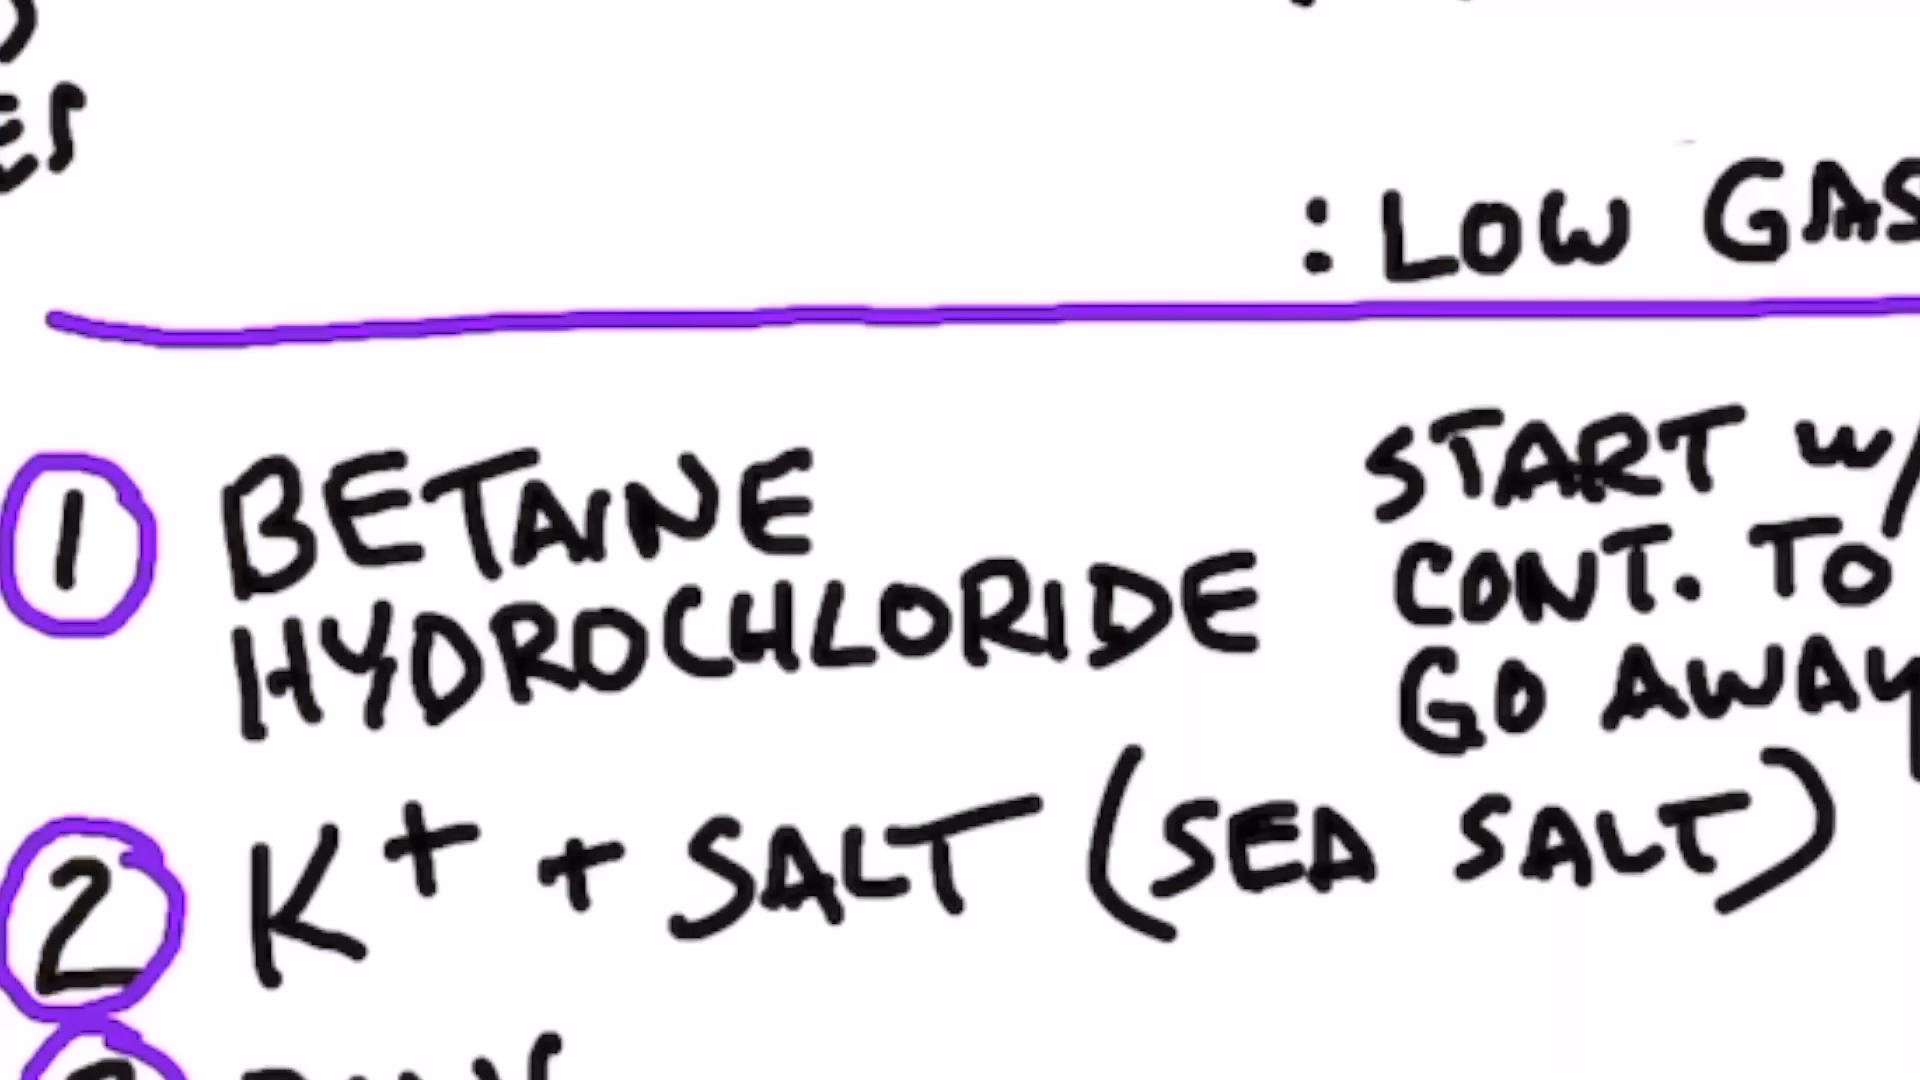 : LOW GAS
1 BETAINE
HYDROCHLORIDE
START W/
CONT. TO
GO AWAY
2 K+ + SALT (SEA SALT)